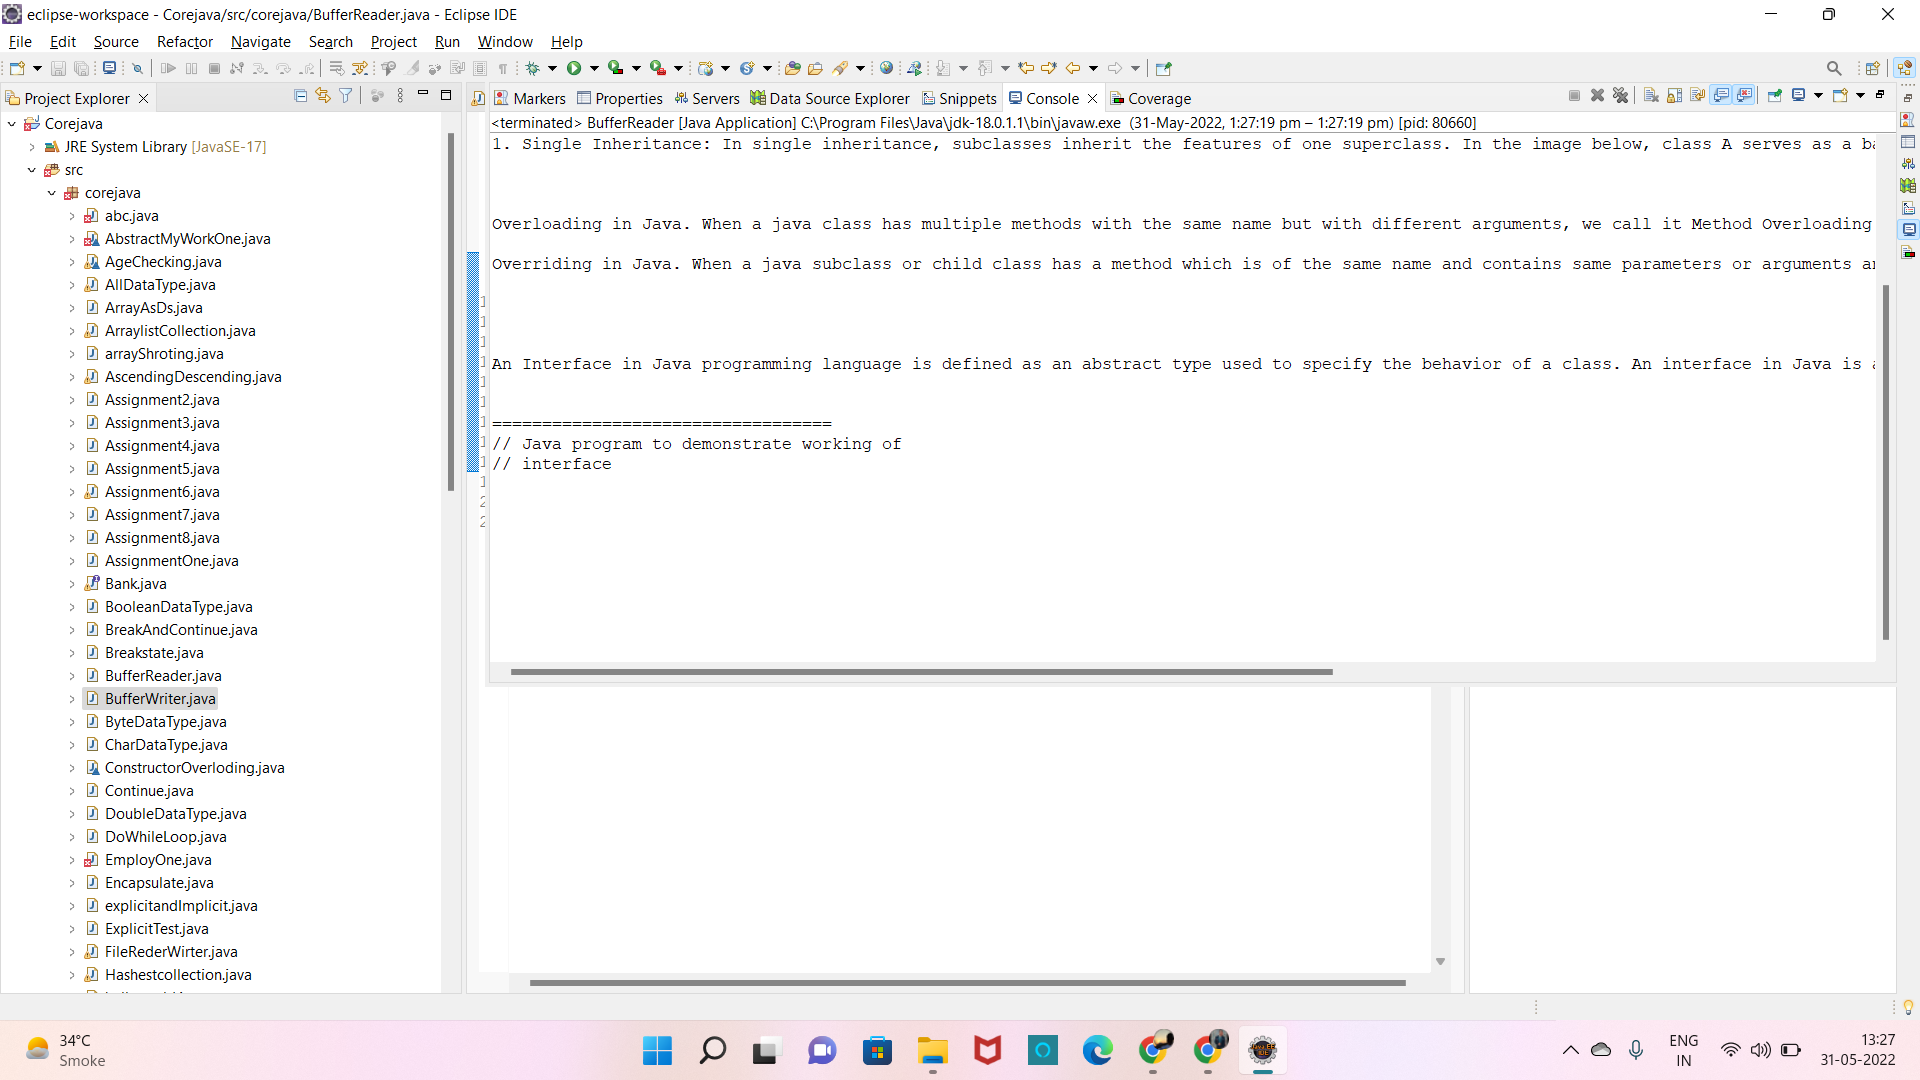 eclipse-workspace - Corejava/src/corejava/BufferReader.java - Eclipse IDE
File Edit Source Refactor Navigate Search Project Run Window Help
Project Explorer
Markers Properties Servers Data Source Explorer Snippets Console Coverage
<terminated> BufferReader [Java Application] C:\Program Files\Java\jdk-18.0.1.1\bin\javaw.exe (31-May-2022, 1:27:19 pm – 1:27:19 pm) [pid: 80660]
1. Single Inheritance: In single inheritance, subclasses inherit the features of one superclass. In the image below, class A serves as a
Overloading in Java. When a java class has multiple methods with the same name but with different arguments, we call it Method Overloading
Overriding in Java. When a java subclass or child class has a method which is of the same name and contains same parameters or arguments
An Interface in Java programming language is defined as an abstract type used to specify the behavior of a class. An interface in Java is
==================================
// Java program to demonstrate working of
// interface
Corejava
JRE System Library [JavaSE-17]
src
corejava
abc.java
AbstractMyWorkOne.java
AgeChecking.java
AllDataType.java
ArrayAsDs.java
ArraylistCollection.java
arrayShroting.java
AscendingDescending.java
Assignment2.java
Assignment3.java
Assignment4.java
Assignment5.java
Assignment6.java
Assignment7.java
Assignment8.java
AssignmentOne.java
Bank.java
BooleanDataType.java
BreakAndContinue.java
Breakstate.java
BufferReader.java
BufferWriter.java
ByteDataType.java
CharDataType.java
ConstructorOverloding.java
Continue.java
DoubleDataType.java
DoWhileLoop.java
EmployOne.java
Encapsulate.java
explicitandImplicit.java
ExplicitTest.java
FileRederWirter.java
Hashestcollection.java
34°C
Smoke
ENG
IN
13:27
31-05-2022